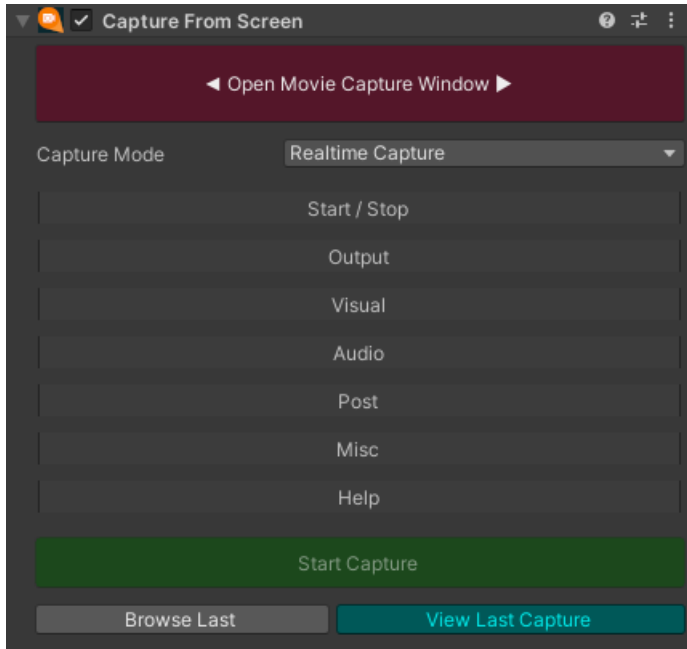 Capture From Screen
◄ Open Movie Capture Window ►
Capture Mode Realtime Capture
Start / Stop
Output
Visual
Audio
Post
Misc
Help
Start Capture
Browse Last View Last Capture